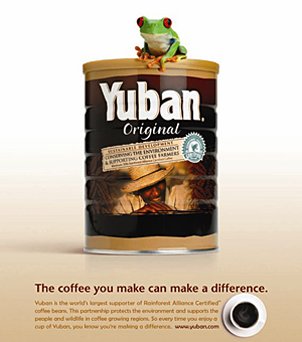 Yuban
Original
SUSTAINABLE DEVELOPMENT
CONSERVING THE ENVIRONMENT
& SUPPORTING COFFEE FARMERS
The coffee you make can make a difference.
Yuban is the world's largest supporter of Rainforest Alliance Certified™
coffee beans. This partnership protects the environment and supports the
people and wildlife in coffee growing regions. So every time you enjoy a
cup of Yuban, you know you're making a difference. www.yuban.com